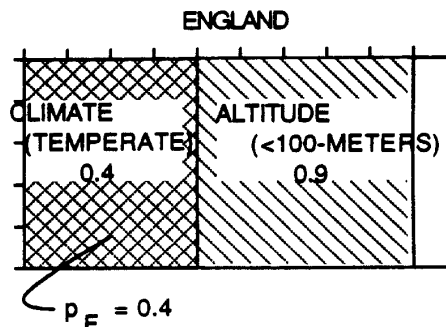 ENGLAND
CLIMATE
(TEMPERATE)
0.4
ALTITUDE
(<100-METERS)
0.9
p E = 0.4